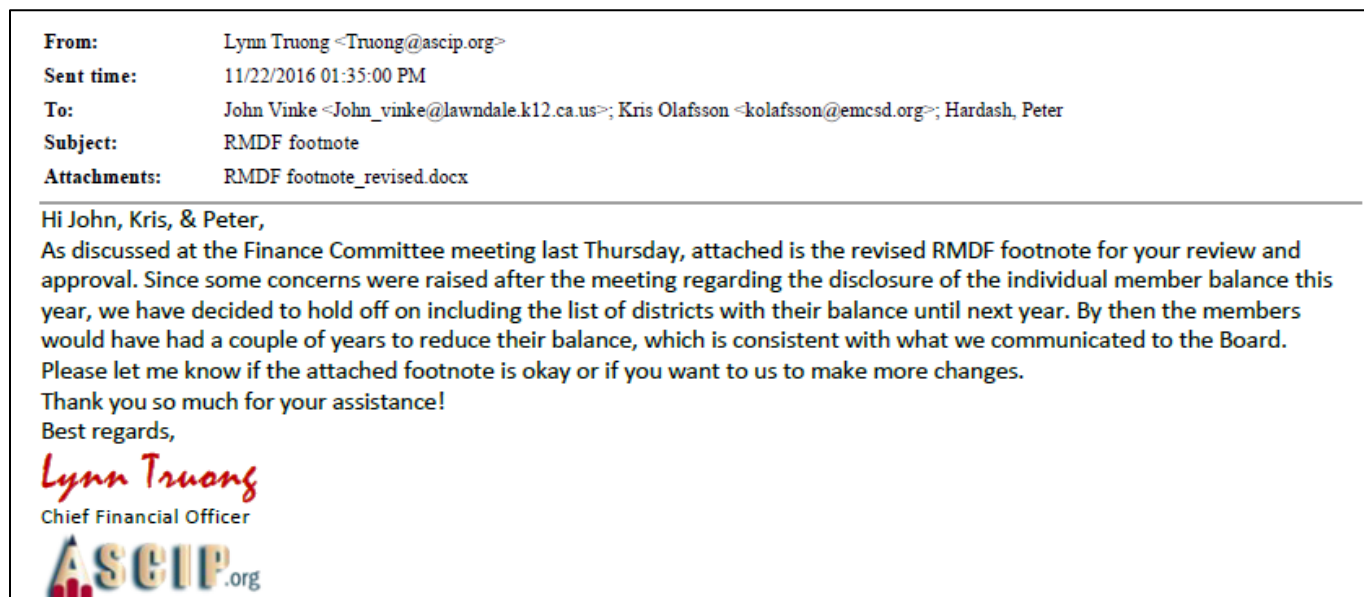 From: Lynn Truong <Truong@ascip.org>
Sent time: 11/22/2016 01:35:00 PM
To: John Vinke <John_vinke@lawndale.k12.ca.us>; Kris Olafsson <kolafsson@emcsd.org>; Hardash, Peter
Subject: RMDF footnote
Attachments: RMDF footnote_revised.docx
Hi John, Kris, & Peter,
As discussed at the Finance Committee meeting last Thursday, attached is the revised RMDF footnote for your review and
approval. Since some concerns were raised after the meeting regarding the disclosure of the individual member balance this
year, we have decided to hold off on including the list of districts with their balance until next year. By then the members
would have had a couple of years to reduce their balance, which is consistent with what we communicated to the Board.
Please let me know if the attached footnote is okay or if you want to us to make more changes.
Thank you so much for your assistance!
Best regards,
Lynn Truong
Chief Financial Officer
ASCIP.org